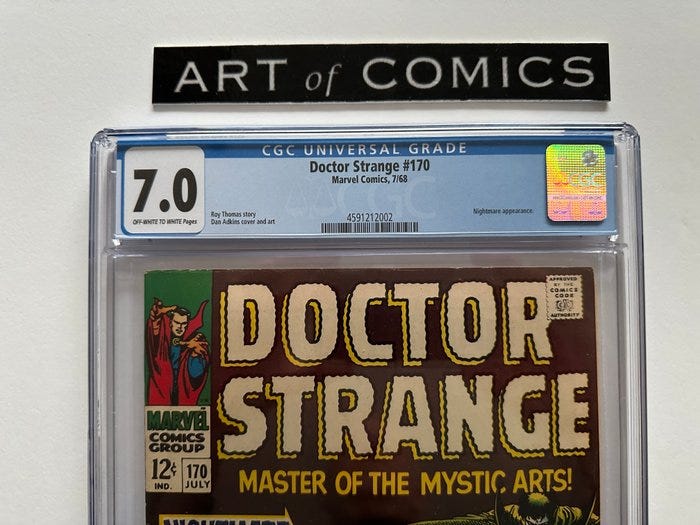 ART of COMICS
CGC UNIVERSAL GRADE
7.0
OFF-WHITE TO WHITE Pages
Doctor Strange #170
Marvel Comics, 7/68
Roy Thomas story
Dan Adkins cover and art
4591212002
Nightmare appearance.
APPROVED
BY THE
COMICS
CODE
AUTHORITY
DOCTOR
STRANGE
MARVEL
COMICS
GROUP
12¢ 170
IND. JULY
MASTER OF THE MYSTIC ARTS!
NIGHTMARE